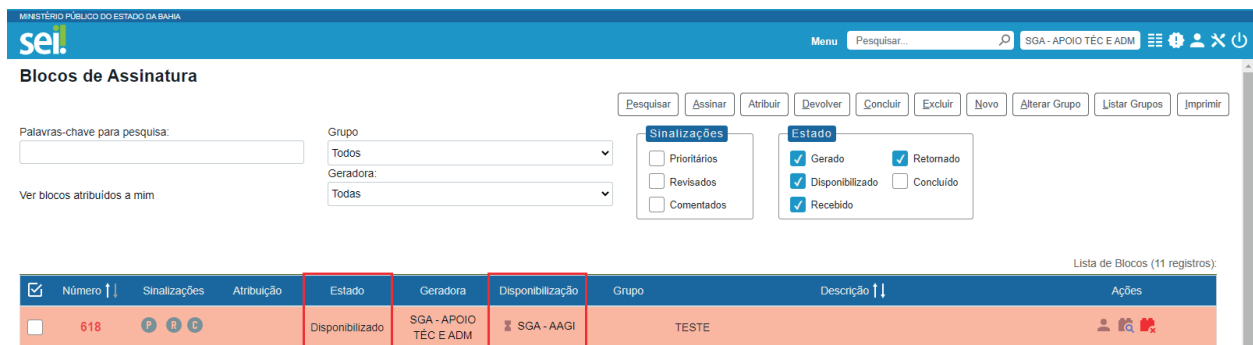 MINISTÉRIO PÚBLICO DO ESTADO DA BAHIA
sei!
Menu Pesquisar... SGA - APOIO TÉC E ADM
Blocos de Assinatura
Pesquisar Assinar Atribuir Devolver Concluir Excluir Novo Alterar Grupo Listar Grupos Imprimir
Palavras-chave para pesquisa:
Grupo
Todos
Geradora:
Todas
Ver blocos atribuídos a mim
Sinalizações
Prioritários
Revisados
Comentados
Estado
Gerado Retornado
Disponibilizado Concluído
Recebido
Lista de Blocos (11 registros):
Número Sinalizações Atribuição Estado Geradora Disponibilização Grupo Descrição Ações
618 P R C Disponibilizado SGA - APOIO TÉC E ADM SGA - AAGI TESTE